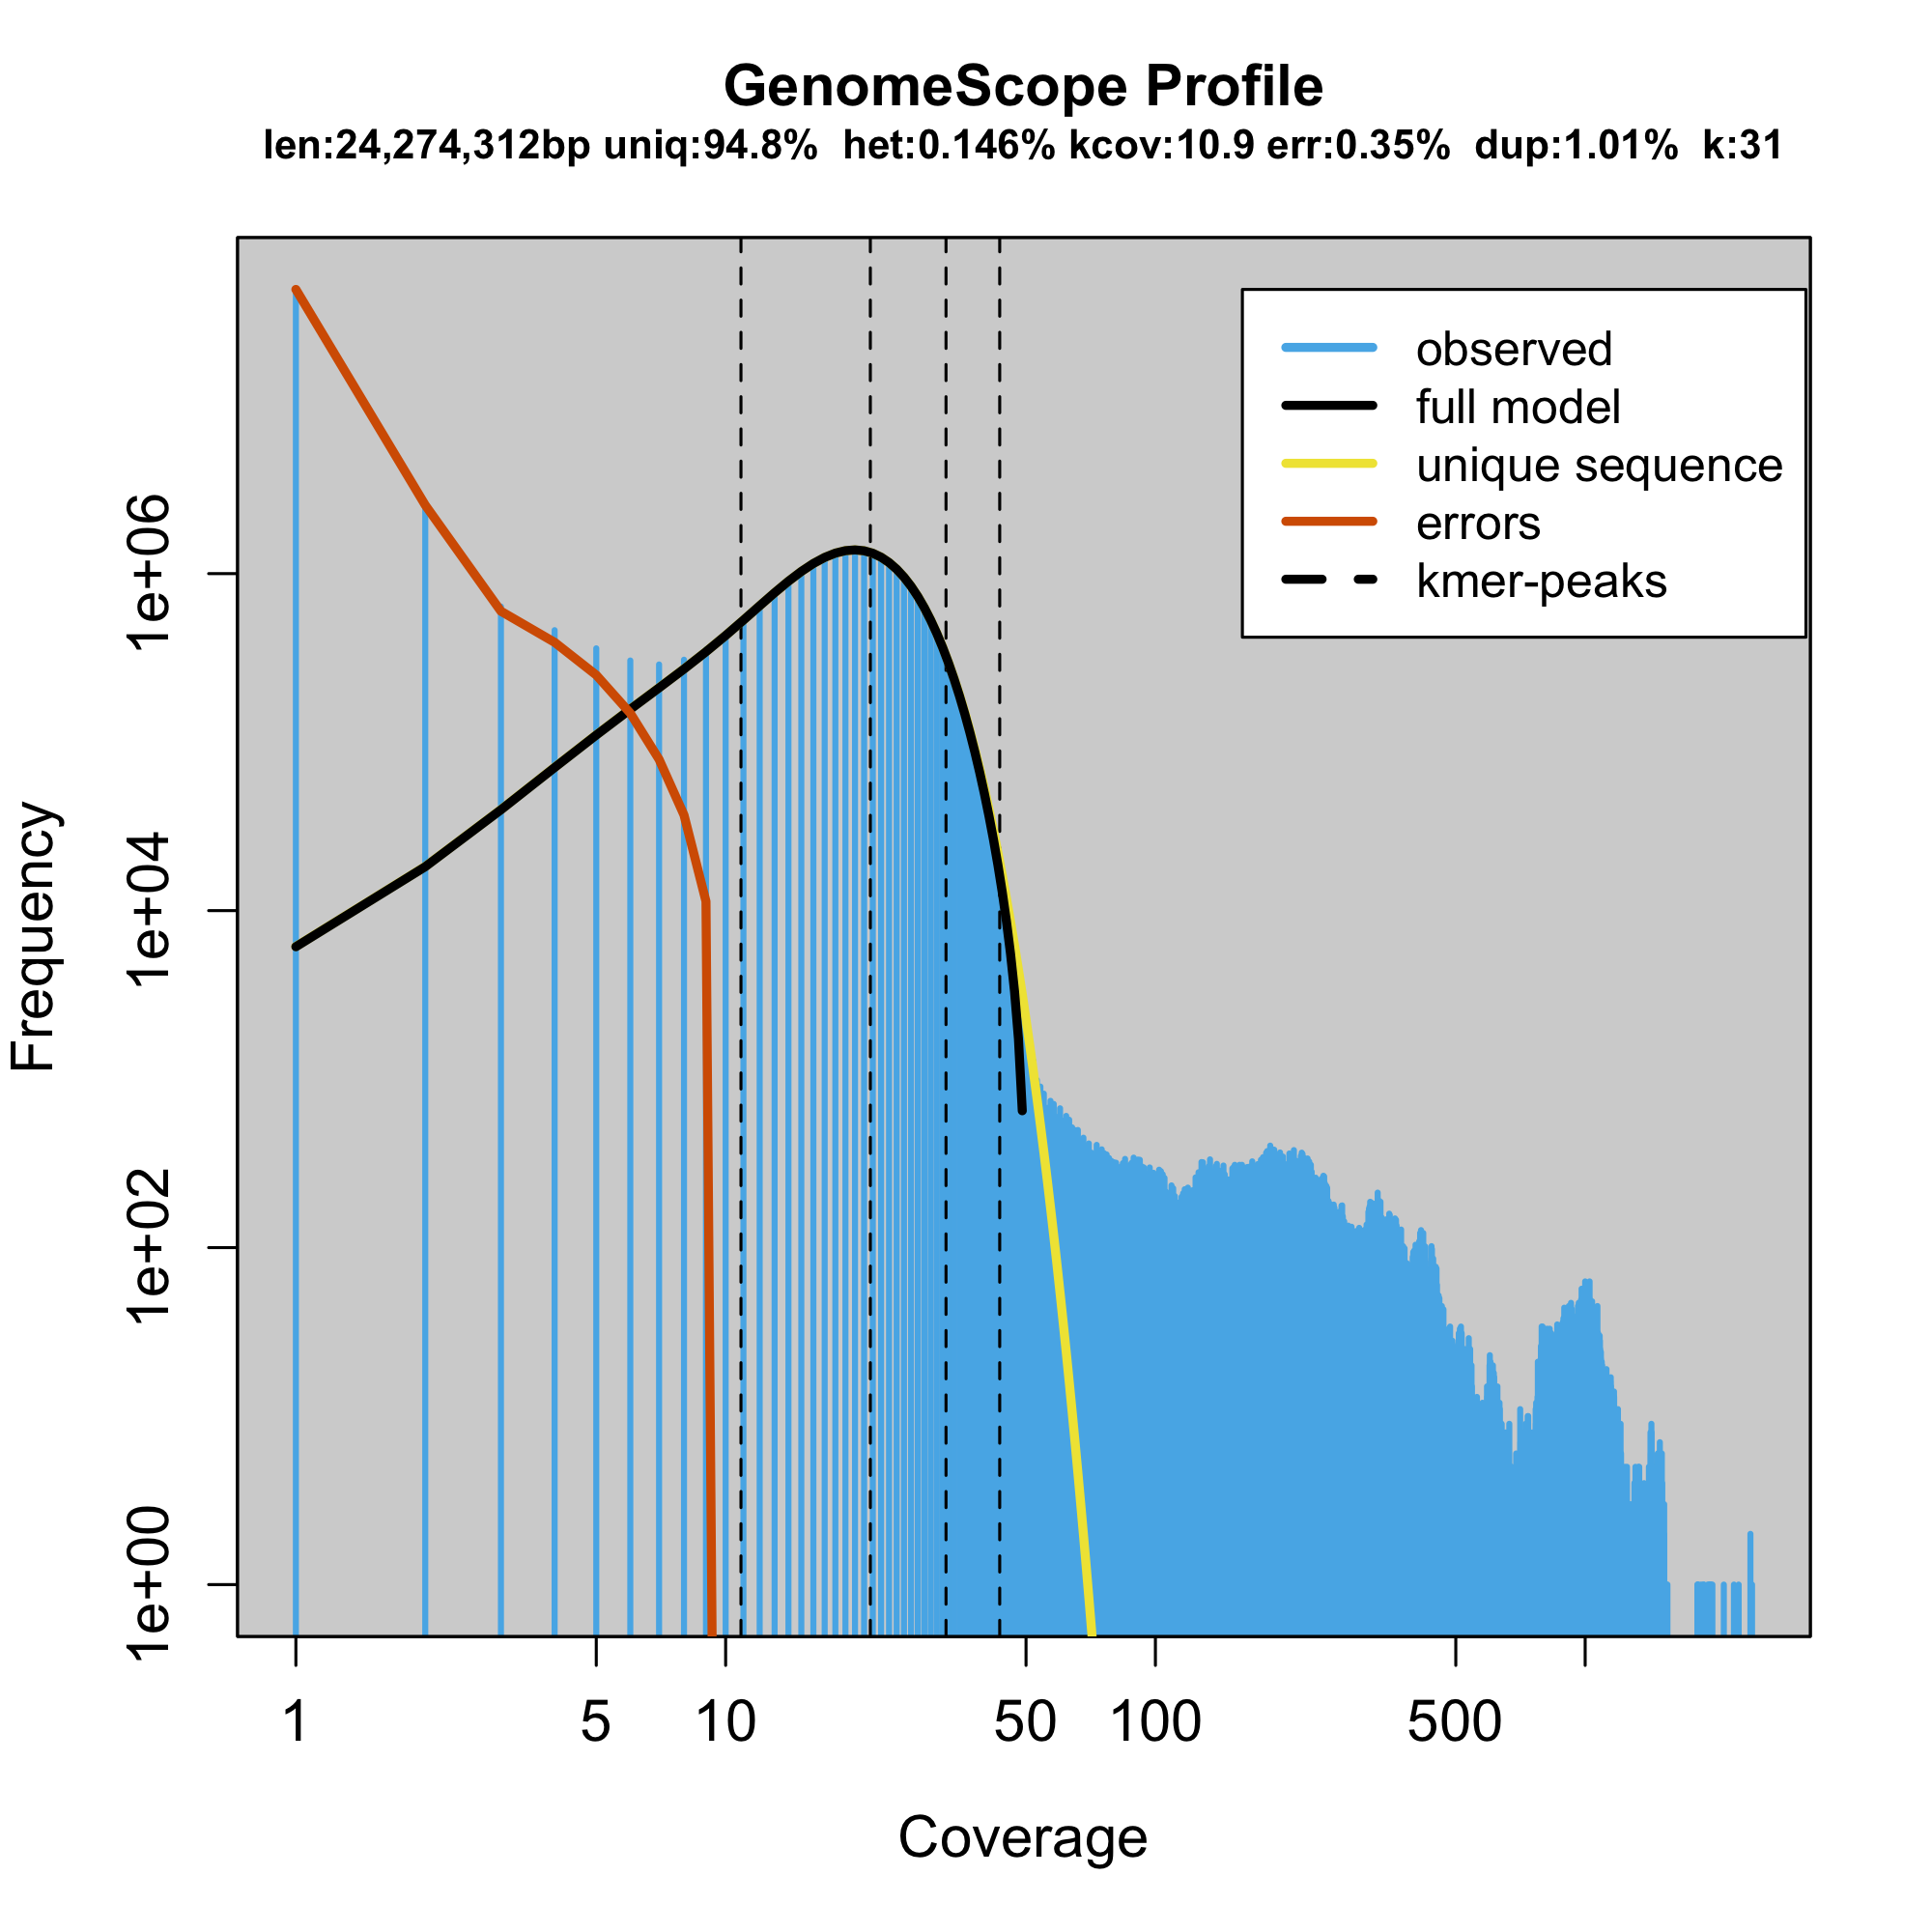 GenomeScope Profile
len:24,274,312bp uniq:94.8% het:0.146% kcov:10.9 err:0.35% dup:1.01% k:31
observed
full model
unique sequence
errors
kmer-peaks
Frequency
1e+06
1e+04
1e+02
1e+00
1 5 10 50 100 500
Coverage